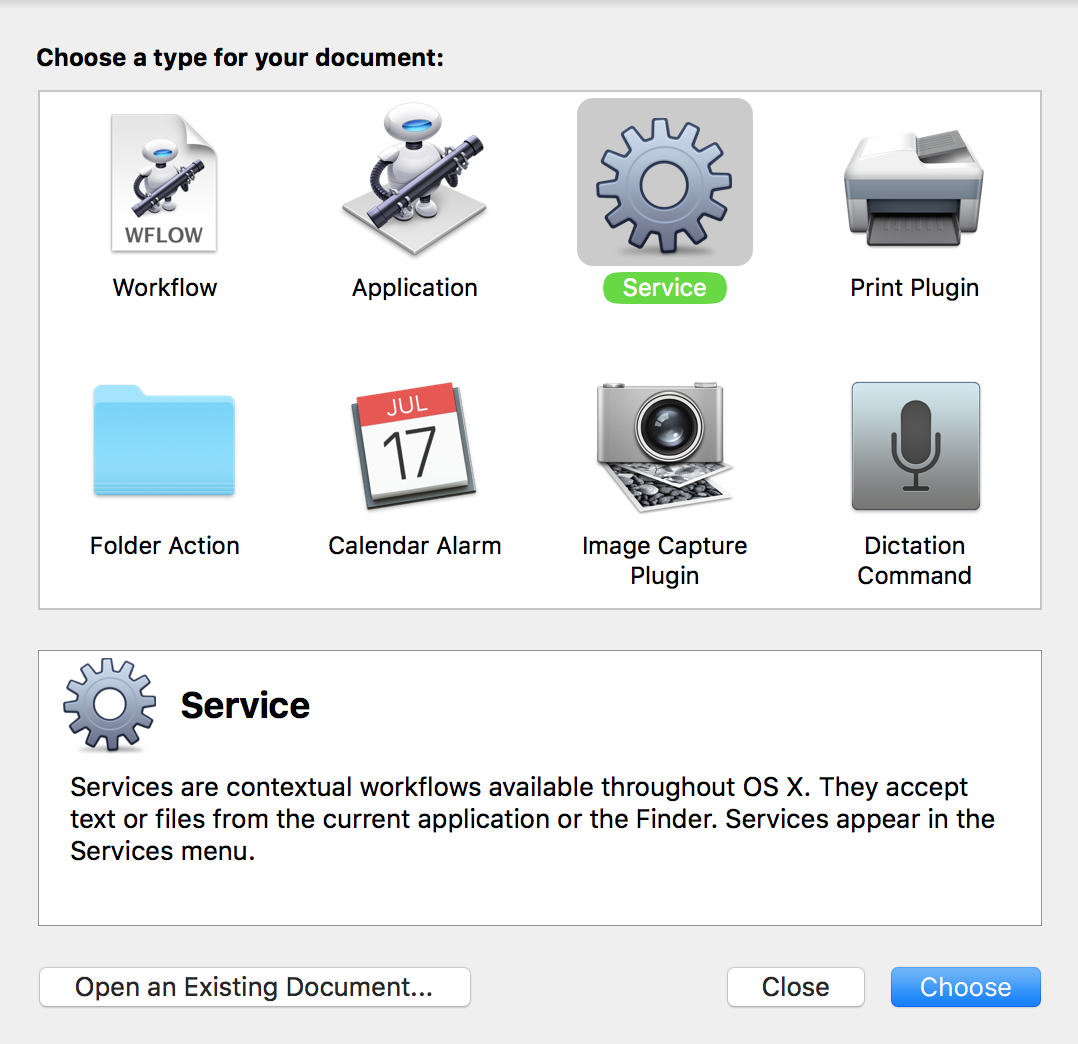 Choose a type for your document:
WFLOW
Workflow
Application
Service
Print Plugin
JUL
17
Folder Action
Calendar Alarm
Image Capture
Plugin
Dictation
Command
Service
Services are contextual workflows available throughout OS X. They accept
text or files from the current application or the Finder. Services appear in the
Services menu.
Open an Existing Document...
Close
Choose